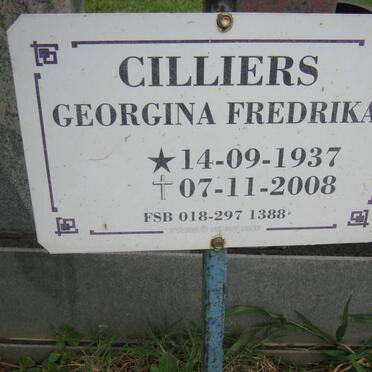 CILLIERS
GEORGINA FREDRIKA
★14-09-1937
✝07-11-2008
FSB 018-297 1388